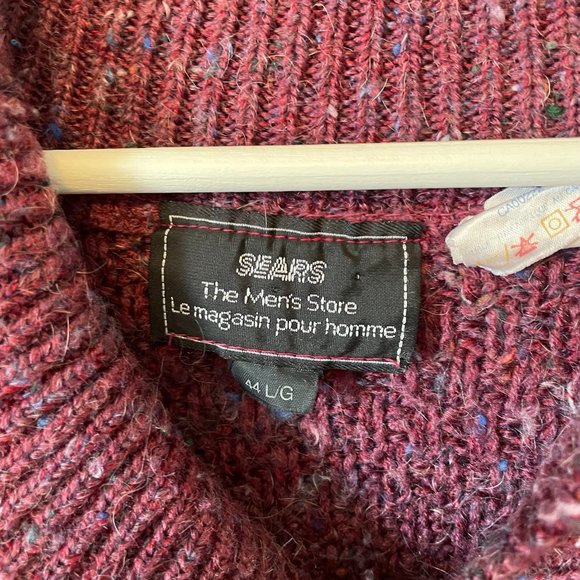 SEARS
The Men's Store
Le magasin pour homme
44 L/G